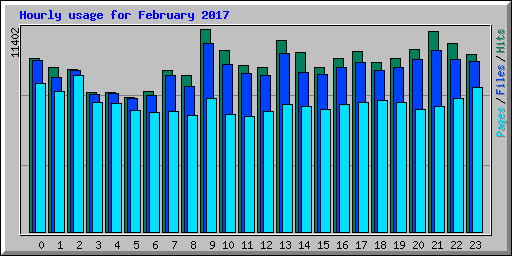 Hourly usage for February 2017
11402
Pages/Files/Hits
0 1 2 3 4 5 6 7 8 9 10 11 12 13 14 15 16 17 18 19 20 21 22 23